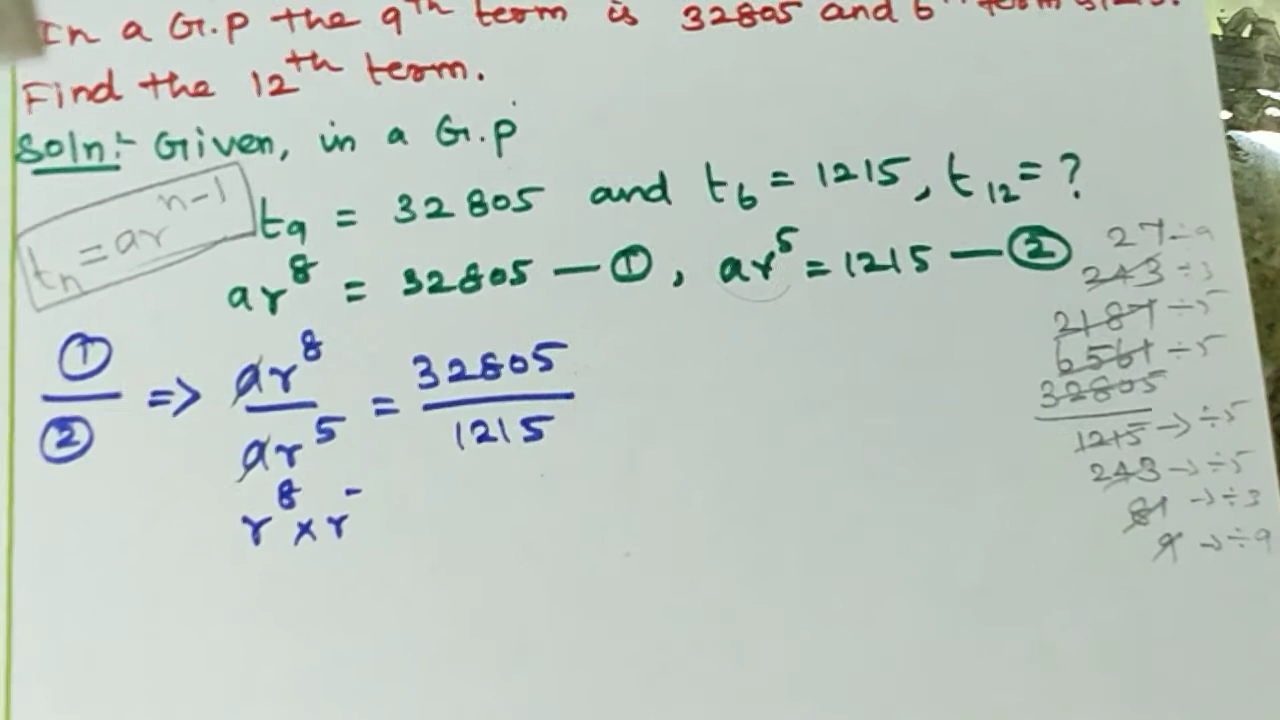 In a G.P the 9th term is 32805 and 6th term is 1215.
Find the 12th term.
Soln:- Given, in a G.P
tn = ar^n-1
t9 = 32805 and t6 = 1215, t12 = ?
ar^8 = 32805 — ①, ar^5 = 1215 — ②
①/② => ar^8/ar^5 = 32805/1215
r^8 × r^-
27 ÷ 9
243 ÷ 3
2187 ÷ 5
6561 ÷ 5
32805
1215 → ÷5
243 → ÷5
81 → ÷3
9 → ÷9